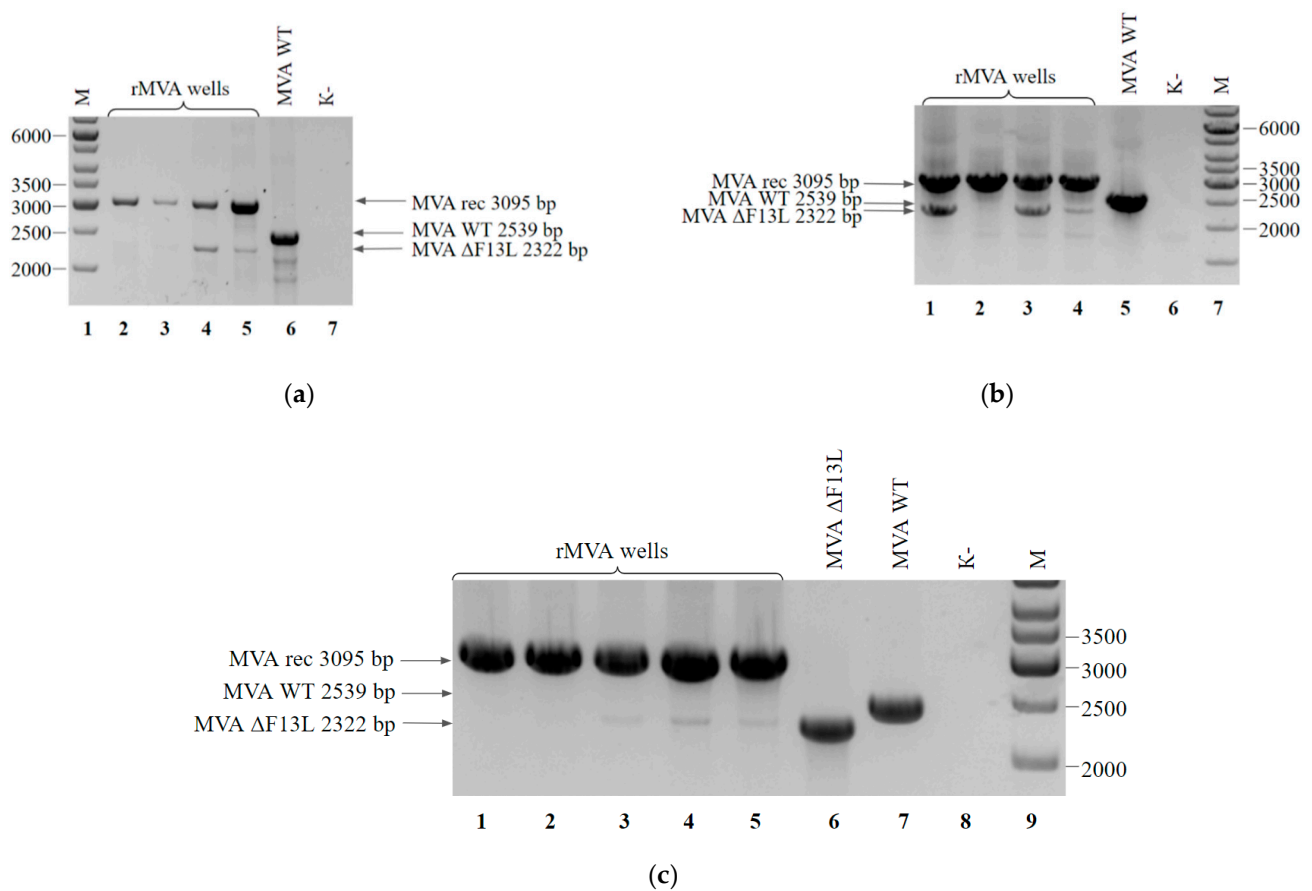 M
rMVA wells
MVA WT
K-
6000
3500
3000
2500
2000
MVA rec 3095 bp
MVA WT 2539 bp
MVA ΔF13L 2322 bp
1 2 3 4 5 6 7
(a)
rMVA wells
MVA WT
K-
M
MVA rec 3095 bp
MVA WT 2539 bp
MVA ΔF13L 2322 bp
6000
3500
3000
2500
2000
1 2 3 4 5 6 7
(b)
rMVA wells
MVA ΔF13L
MVA WT
K-
M
MVA rec 3095 bp
MVA WT 2539 bp
MVA ΔF13L 2322 bp
3500
3000
2500
2000
1 2 3 4 5 6 7 8 9
(c)